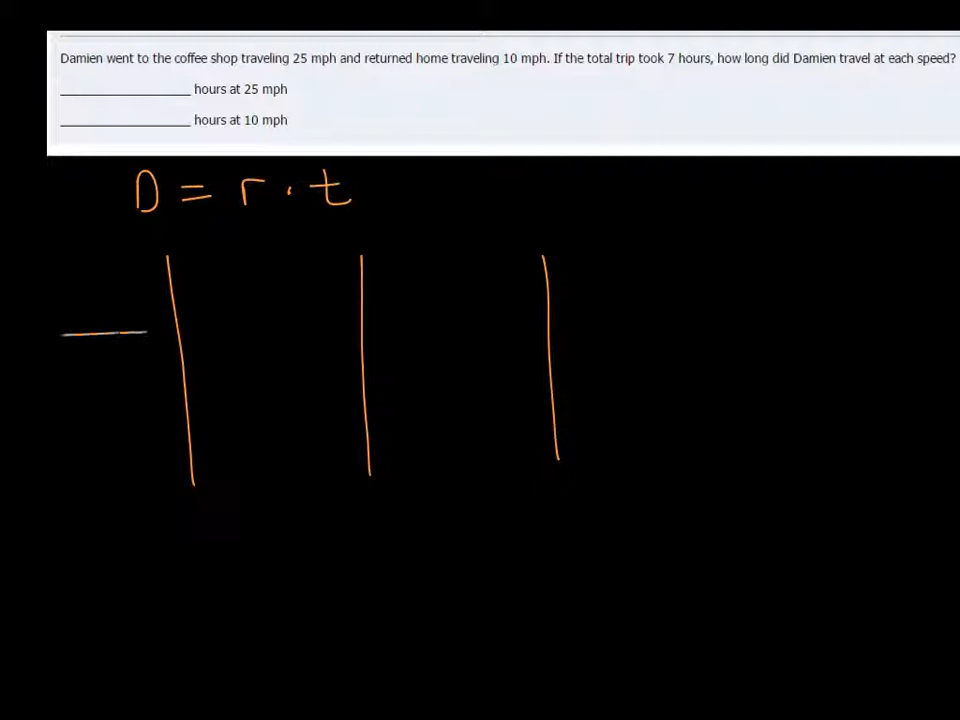 Damien went to the coffee shop traveling 25 mph and returned home traveling 10 mph. If the total trip took 7 hours, how long did Damien travel at each speed?
____________________ hours at 25 mph
____________________ hours at 10 mph
D = r · t